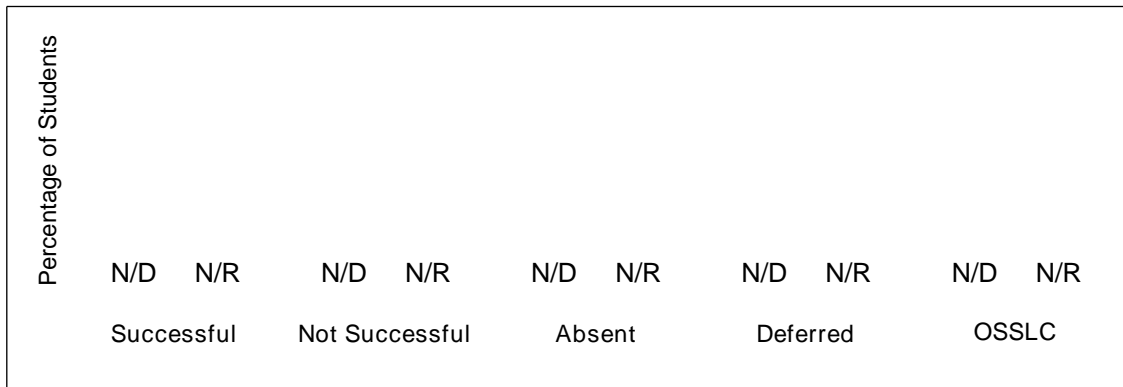 Percentage of Students
N/D N/R N/D N/R N/D N/R N/D N/R N/D N/R
Successful Not Successful Absent Deferred OSSLC